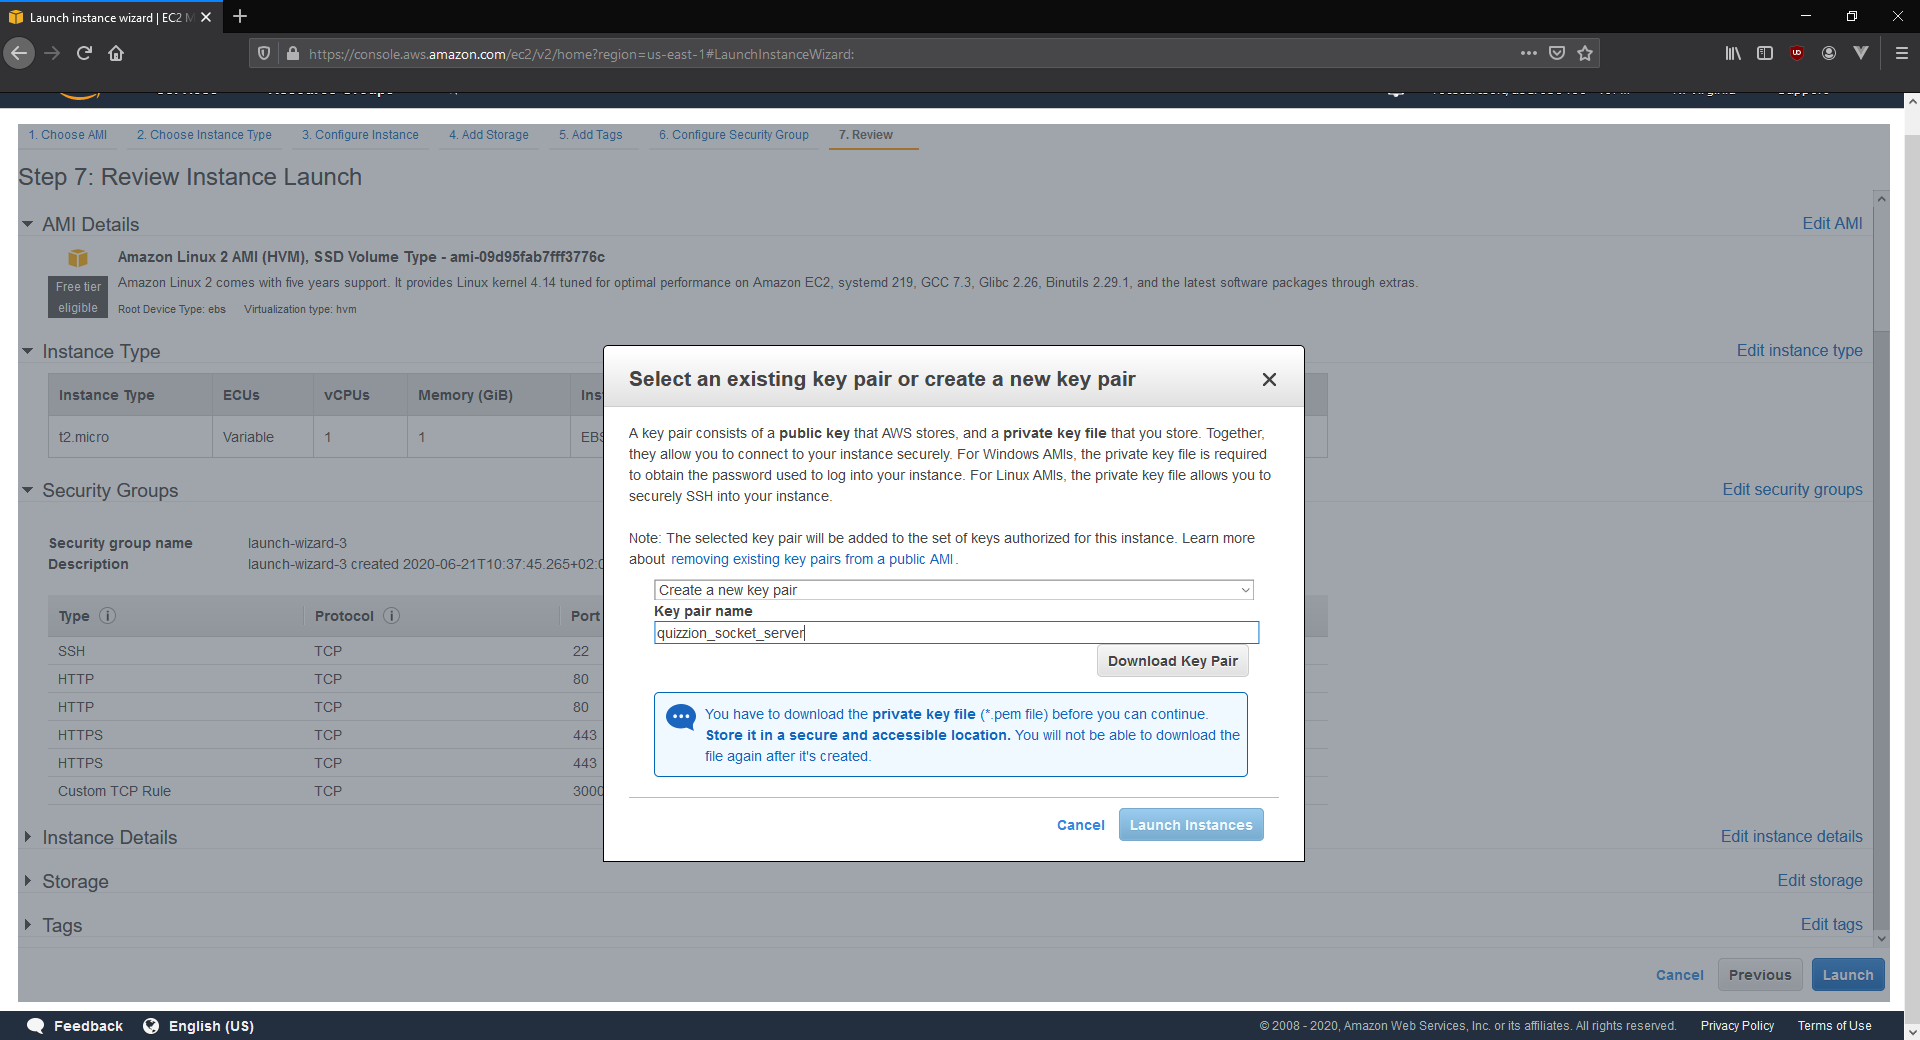 Launch instance wizard | EC2 M
https://console.aws.amazon.com/ec2/v2/home?region=us-east-1#LaunchInstanceWizard:
1. Choose AMI 2. Choose Instance Type 3. Configure Instance 4. Add Storage 5. Add Tags 6. Configure Security Group 7. Review
Step 7: Review Instance Launch
AMI Details Edit AMI
Amazon Linux 2 AMI (HVM), SSD Volume Type - ami-09d95fab7fff3776c
Free tier eligible
Amazon Linux 2 comes with five years support. It provides Linux kernel 4.14 tuned for optimal performance on Amazon EC2, systemd 219, GCC 7.3, Glibc 2.26, Binutils 2.29.1, and the latest software packages through extras.
Root Device Type: ebs Virtualization type: hvm
Instance Type Edit instance type
Instance Type ECUs vCPUs Memory (GiB) Ins
t2.micro Variable 1 1 EBS
Security Groups Edit security groups
Security group name launch-wizard-3
Description launch-wizard-3 created 2020-06-21T10:37:45.265+02:0
Type Protocol Port
SSH TCP 22
HTTP TCP 80
HTTP TCP 80
HTTPS TCP 443
HTTPS TCP 443
Custom TCP Rule TCP 3000
Instance Details Edit instance details
Storage Edit storage
Tags Edit tags
Cancel Previous Launch
Select an existing key pair or create a new key pair
A key pair consists of a public key that AWS stores, and a private key file that you store. Together,
they allow you to connect to your instance securely. For Windows AMIs, the private key file is required
to obtain the password used to log into your instance. For Linux AMIs, the private key file allows you to
securely SSH into your instance.
Note: The selected key pair will be added to the set of keys authorized for this instance. Learn more
about removing existing key pairs from a public AMI.
Create a new key pair
Key pair name
quizzion_socket_server
Download Key Pair
You have to download the private key file (*.pem file) before you can continue.
Store it in a secure and accessible location. You will not be able to download the
file again after it's created.
Cancel Launch Instances
Feedback English (US) © 2008 - 2020, Amazon Web Services, Inc. or its affiliates. All rights reserved. Privacy Policy Terms of Use